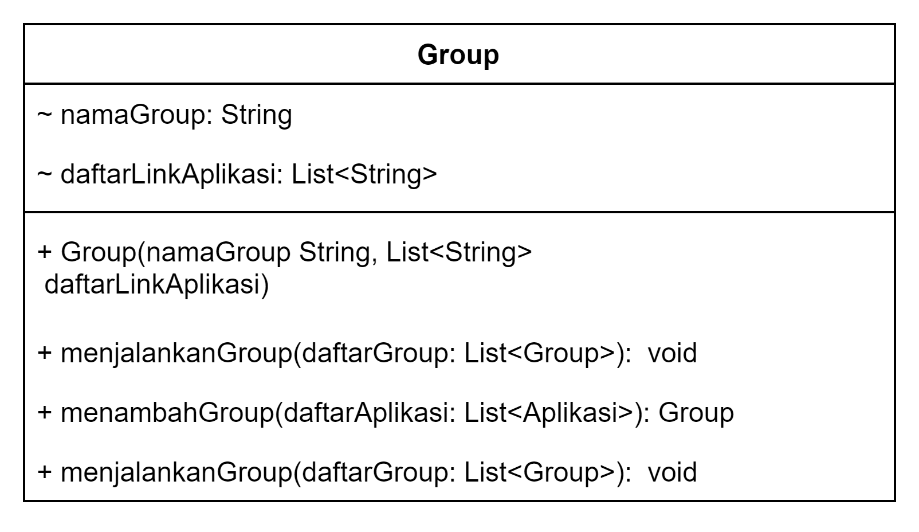 Group
~ namaGroup: String
~ daftarLinkAplikasi: List<String>
+ Group(namaGroup String, List<String>
daftarLinkAplikasi)
+ menjalankanGroup(daftarGroup: List<Group>):  void
+ menambahGroup(daftarAplikasi: List<Aplikasi>): Group
+ menjalankanGroup(daftarGroup: List<Group>):  void